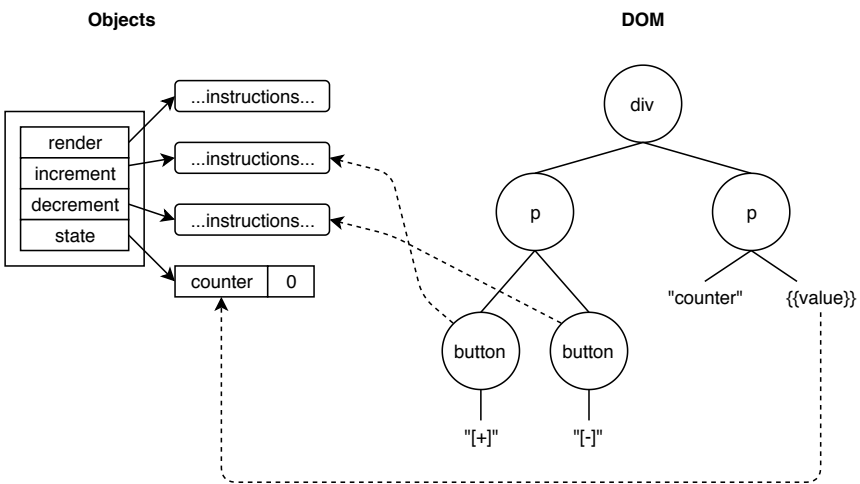 Objects
DOM
...instructions...
render
increment
decrement
state
...instructions...
...instructions...
counter 0
div
p
p
"counter"
{{value}}
button
button
"[+]"
"[-]"